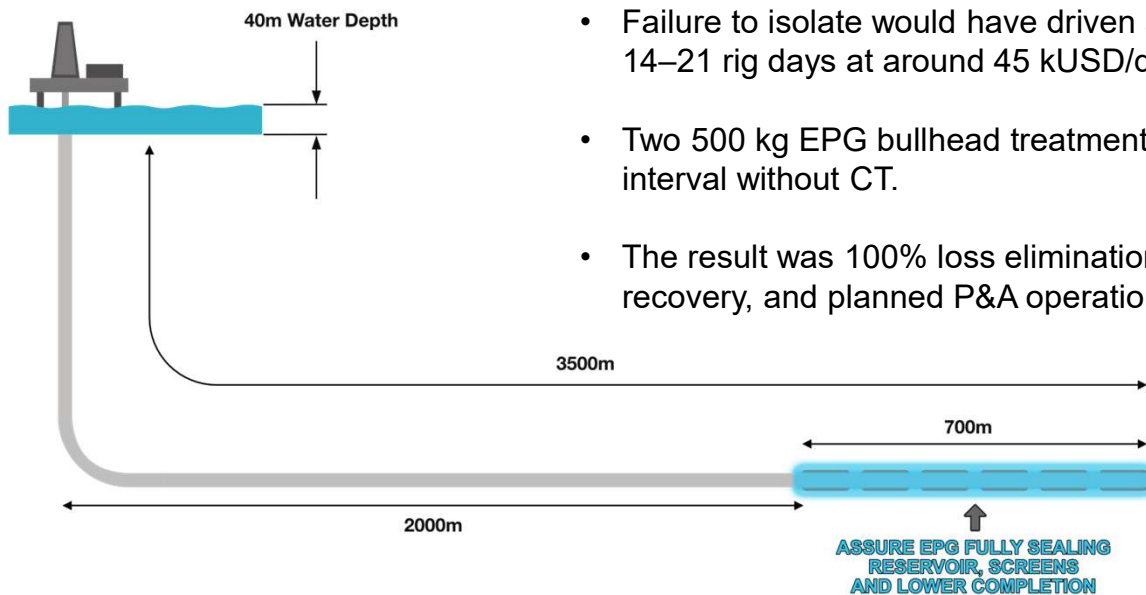 40m Water Depth
• Failure to isolate would have driven
14–21 rig days at around 45 kUSD/
• Two 500 kg EPG bullhead treatment
interval without CT.
• The result was 100% loss elimination
recovery, and planned P&A operatio
3500m
700m
2000m
ASSURE EPG FULLY SEALING
RESERVOIR, SCREENS
AND LOWER COMPLETION